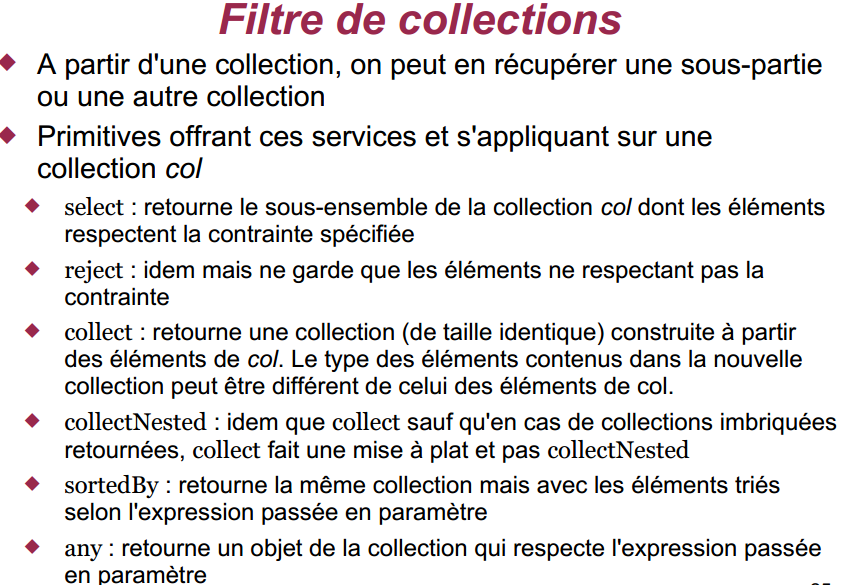 Filtre de collections
A partir d'une collection, on peut en récupérer une sous-partie
ou une autre collection
Primitives offrant ces services et s'appliquant sur une
collection col
select : retourne le sous-ensemble de la collection col dont les éléments
respectent la contrainte spécifiée
reject : idem mais ne garde que les éléments ne respectant pas la
contrainte
collect : retourne une collection (de taille identique) construite à partir
des éléments de col. Le type des éléments contenus dans la nouvelle
collection peut être différent de celui des éléments de col.
collectNested : idem que collect sauf qu'en cas de collections imbriquées
retournées, collect fait une mise à plat et pas collectNested
sortedBy : retourne la même collection mais avec les éléments triés
selon l'expression passée en paramètre
any : retourne un objet de la collection qui respecte l'expression passée
en paramètre